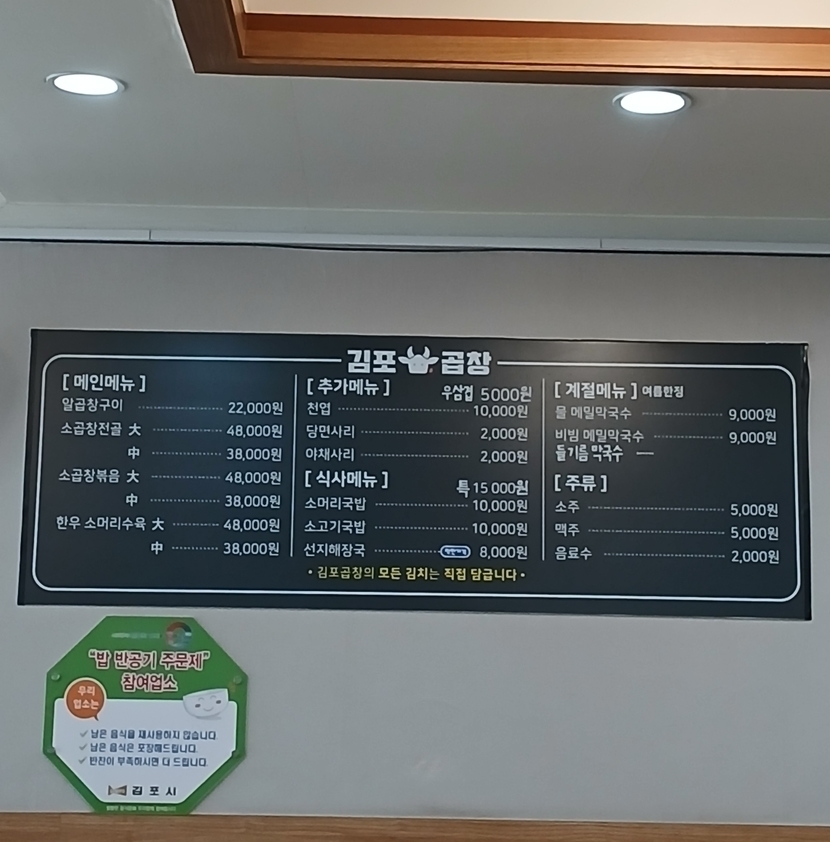 김포 곱창
[ 메인메뉴 ]
알곱창구이 22,000원
소곱창전골 大 48,000원
中 38,000원
소곱창볶음 大 48,000원
中 38,000원
한우 소머리수육 大 48,000원
中 38,000원
[ 추가메뉴 ] 우삼겹 5000원
천엽 10,000원
당면사리 2,000원
야채사리 2,000원
[ 식사메뉴 ] 특 15000원
소머리국밥 10,000원
소고기국밥 10,000원
선지해장국 8,000원
[ 계절메뉴 ] 여름한정
물 메밀막국수 9,000원
비빔 메밀막국수 9,000원
들기름 막국수
[ 주류 ]
소주 5,000원
맥주 5,000원
음료수 2,000원
• 김포곱창의 모든 김치는 직접 담급니다 •
"밥 반공기 주문제"
참여업소
우리
업소는
✓ 남은 음식을 재사용하지 않습니다.
✓ 남은 음식은 포장해드립니다.
✓ 반찬이 부족하시면 더 드립니다.
김포시